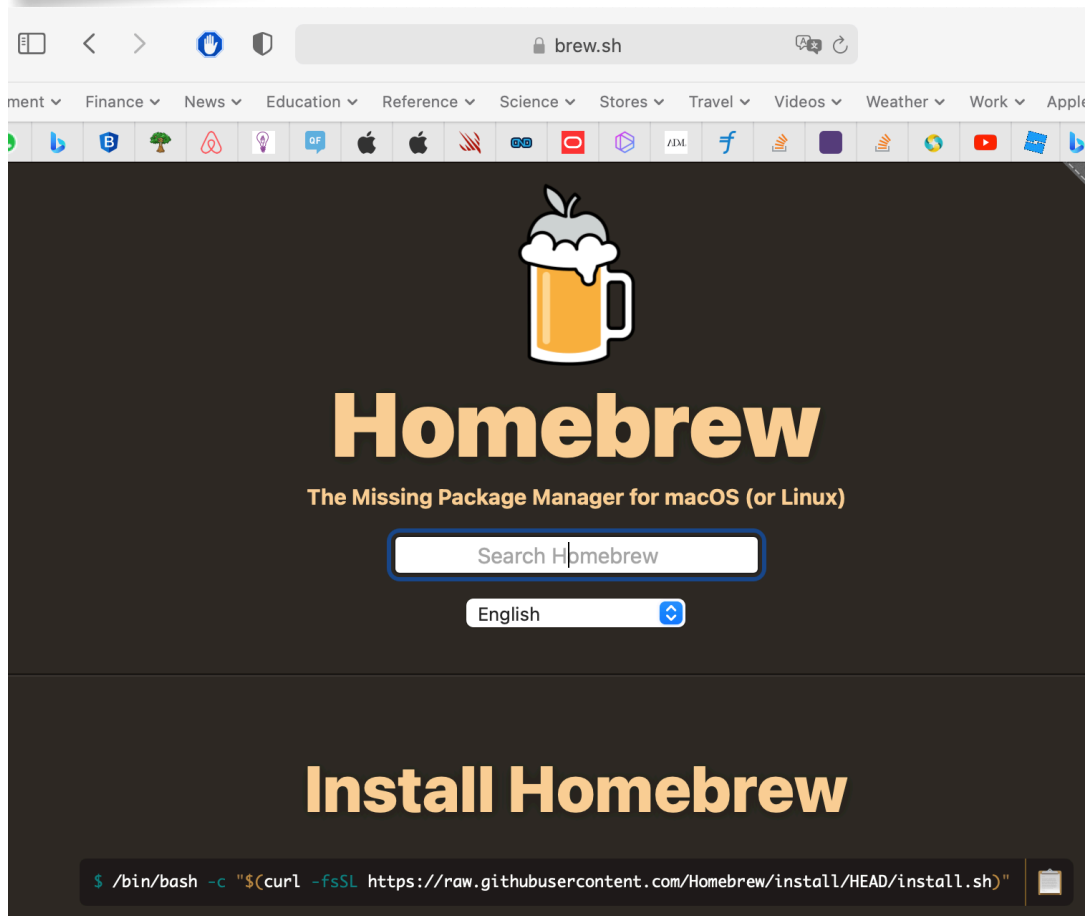 brew.sh
ment Finance News Education Reference Science Stores Travel Videos Weather Work Apple
B QF ADM f
Homebrew
The Missing Package Manager for macOS (or Linux)
Search Homebrew
English
Install Homebrew
$ /bin/bash -c "$(curl -fsSL https://raw.githubusercontent.com/Homebrew/install/HEAD/install.sh)"